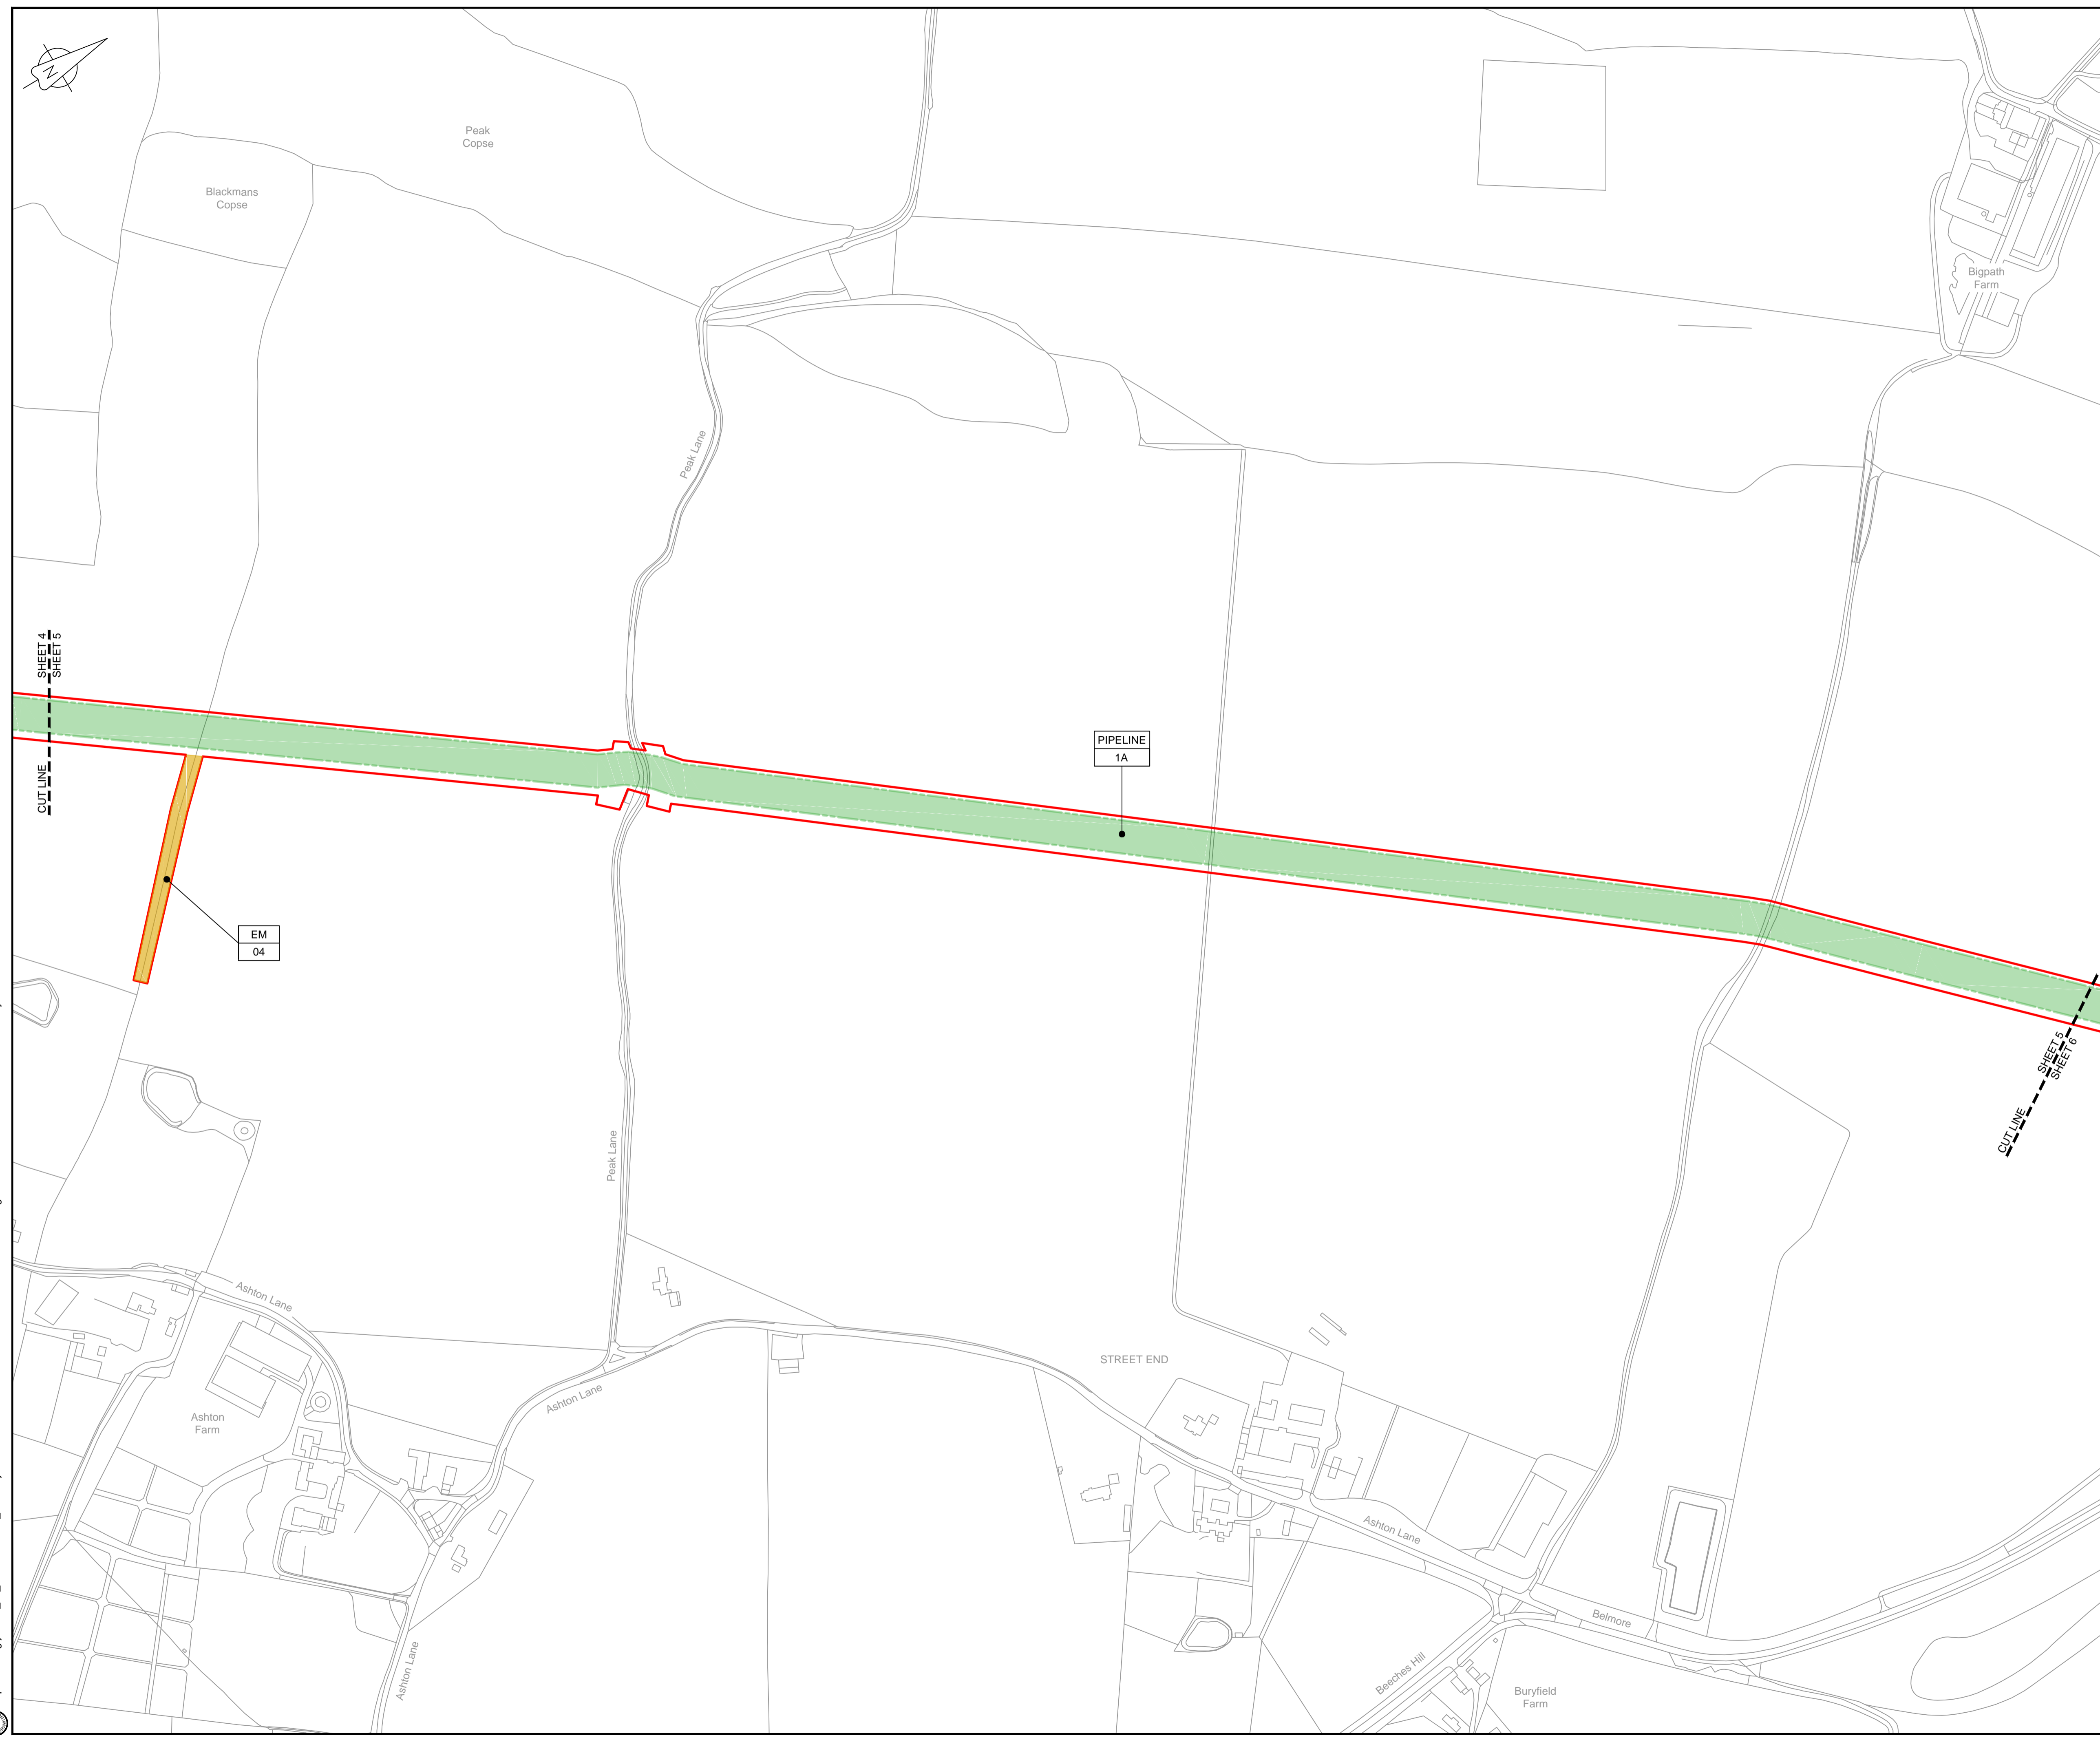 N
Peak
Copse
Blackmans
Copse
Bigpath
Farm
Peak Lane
SHEET 4
SHEET 5
CUT LINE
PIPELINE
1A
EM
04
SHEET 5
SHEET 6
CUT LINE
Peak Lane
Ashton Lane
STREET END
Ashton Lane
Ashton
Farm
Ashton Lane
Belmore
Ashton Lane
Beeches Hill
Buryfield
Farm